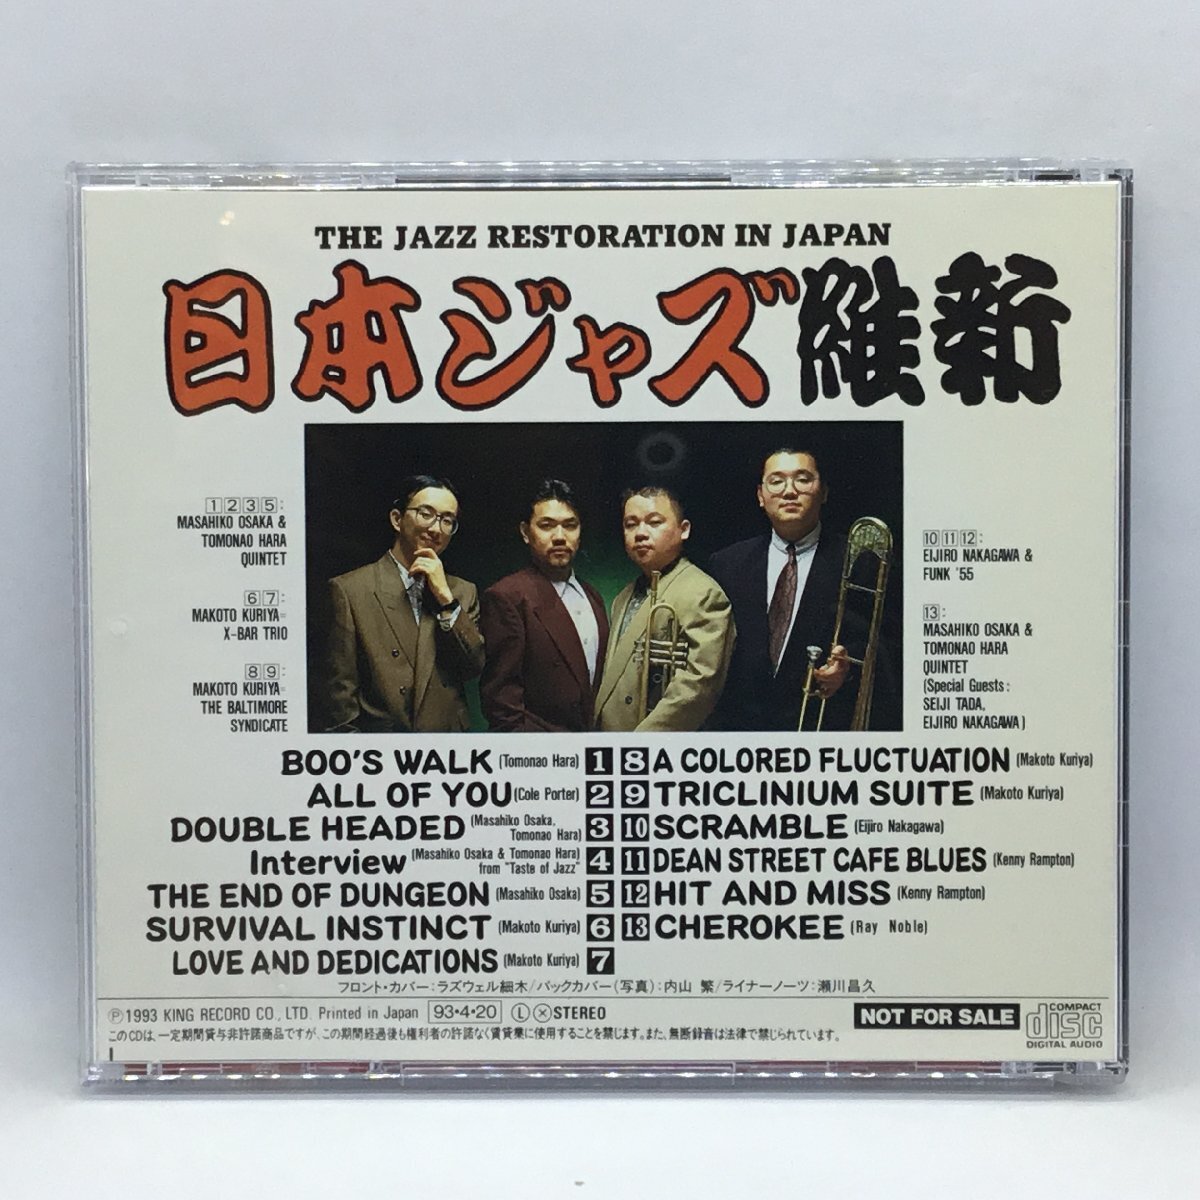 THE JAZZ RESTORATION IN JAPAN
日本ジャズ維新
1 2 3 5:
MASAHIKO OSAKA &
TOMONAO HARA
QUINTET
6 7:
MAKOTO KURIYA=
X-BAR TRIO
8 9:
MAKOTO KURIYA=
THE BALTIMORE
SYNDICATE
10 11 12:
EIJIRO NAKAGAWA &
FUNK '55
13:
MASAHIKO OSAKA &
TOMONAO HARA
QUINTET
(Special Guests:
SEIJI TADA,
EIJIRO NAKAGAWA)
BOO'S WALK (Tomonao Hara) 1
ALL OF YOU (Cole Porter) 2
DOUBLE HEADED (Masahiko Osaka, Tomonao Hara) 3
Interview (Masahiko Osaka & Tomonao Hara) from "Taste of Jazz" 4
THE END OF DUNGEON (Masahiko Osaka) 5
SURVIVAL INSTINCT (Makoto Kuriya) 6
LOVE AND DEDICATIONS (Makoto Kuriya) 7
8 A COLORED FLUCTUATION (Makoto Kuriya)
9 TRICLINIUM SUITE (Makoto Kuriya)
10 SCRAMBLE (Eijiro Nakagawa)
11 DEAN STREET CAFE BLUES (Kenny Rampton)
12 HIT AND MISS (Kenny Rampton)
13 CHEROKEE (Ray Noble)
フロント・カバー:ラズウェル細木/バックカバー(写真):内山 繁/ライナーノーツ:瀬川昌久
Ⓟ1993 KING RECORD CO., LTD. Printed in Japan 93・4・20 Ⓛ Ⓧ STEREO
NOT FOR SALE
COMPACT
disc
DIGITAL AUDIO
このCDは、一定期間貸与非許諾商品ですが、この期間経過後も権利者の許諾なく賃貸業に使用することを禁じます。また、無断録音は法律で禁じられています。